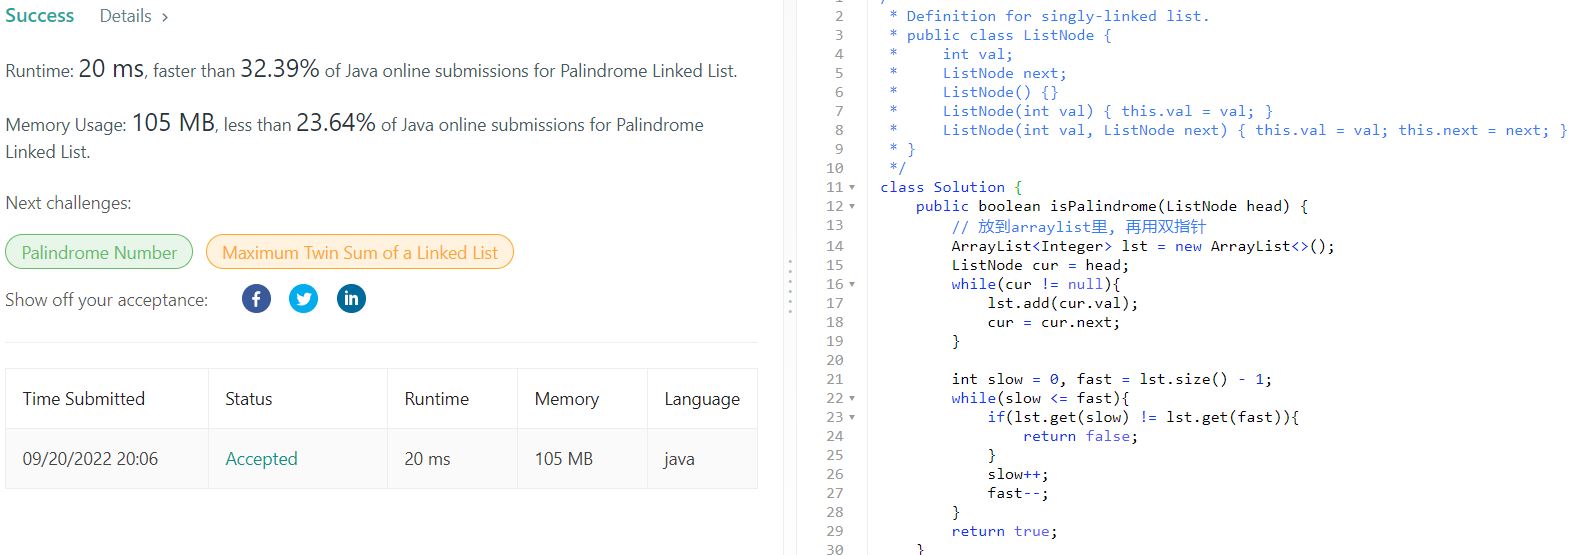 Success Details >
Runtime: 20 ms, faster than 32.39% of Java online submissions for Palindrome Linked List.
Memory Usage: 105 MB, less than 23.64% of Java online submissions for Palindrome
Linked List.
Next challenges:
Palindrome Number Maximum Twin Sum of a Linked List
Show off your acceptance:
Time Submitted Status Runtime Memory Language
09/20/2022 20:06 Accepted 20 ms 105 MB java
2 * Definition for singly-linked list.
3 * public class ListNode {
4 *     int val;
5 *     ListNode next;
6 *     ListNode() {}
7 *     ListNode(int val) { this.val = val; }
8 *     ListNode(int val, ListNode next) { this.val = val; this.next = next; }
9 * }
10 */
11 class Solution {
12     public boolean isPalindrome(ListNode head) {
13         // 放到arraylist里, 再用双指针
14         ArrayList<Integer> lst = new ArrayList<>();
15         ListNode cur = head;
16         while(cur != null){
17             lst.add(cur.val);
18             cur = cur.next;
19         }
20
21         int slow = 0, fast = lst.size() - 1;
22         while(slow <= fast){
23             if(lst.get(slow) != lst.get(fast)){
24                 return false;
25             }
26             slow++;
27             fast--;
28         }
29         return true;
30     }